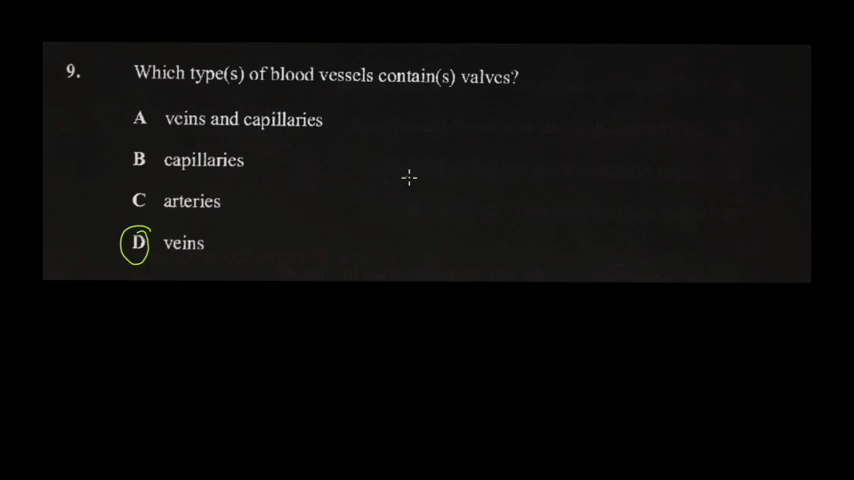 9. Which type(s) of blood vessels contain(s) valves?
A veins and capillaries
B capillaries
C arteries
D veins